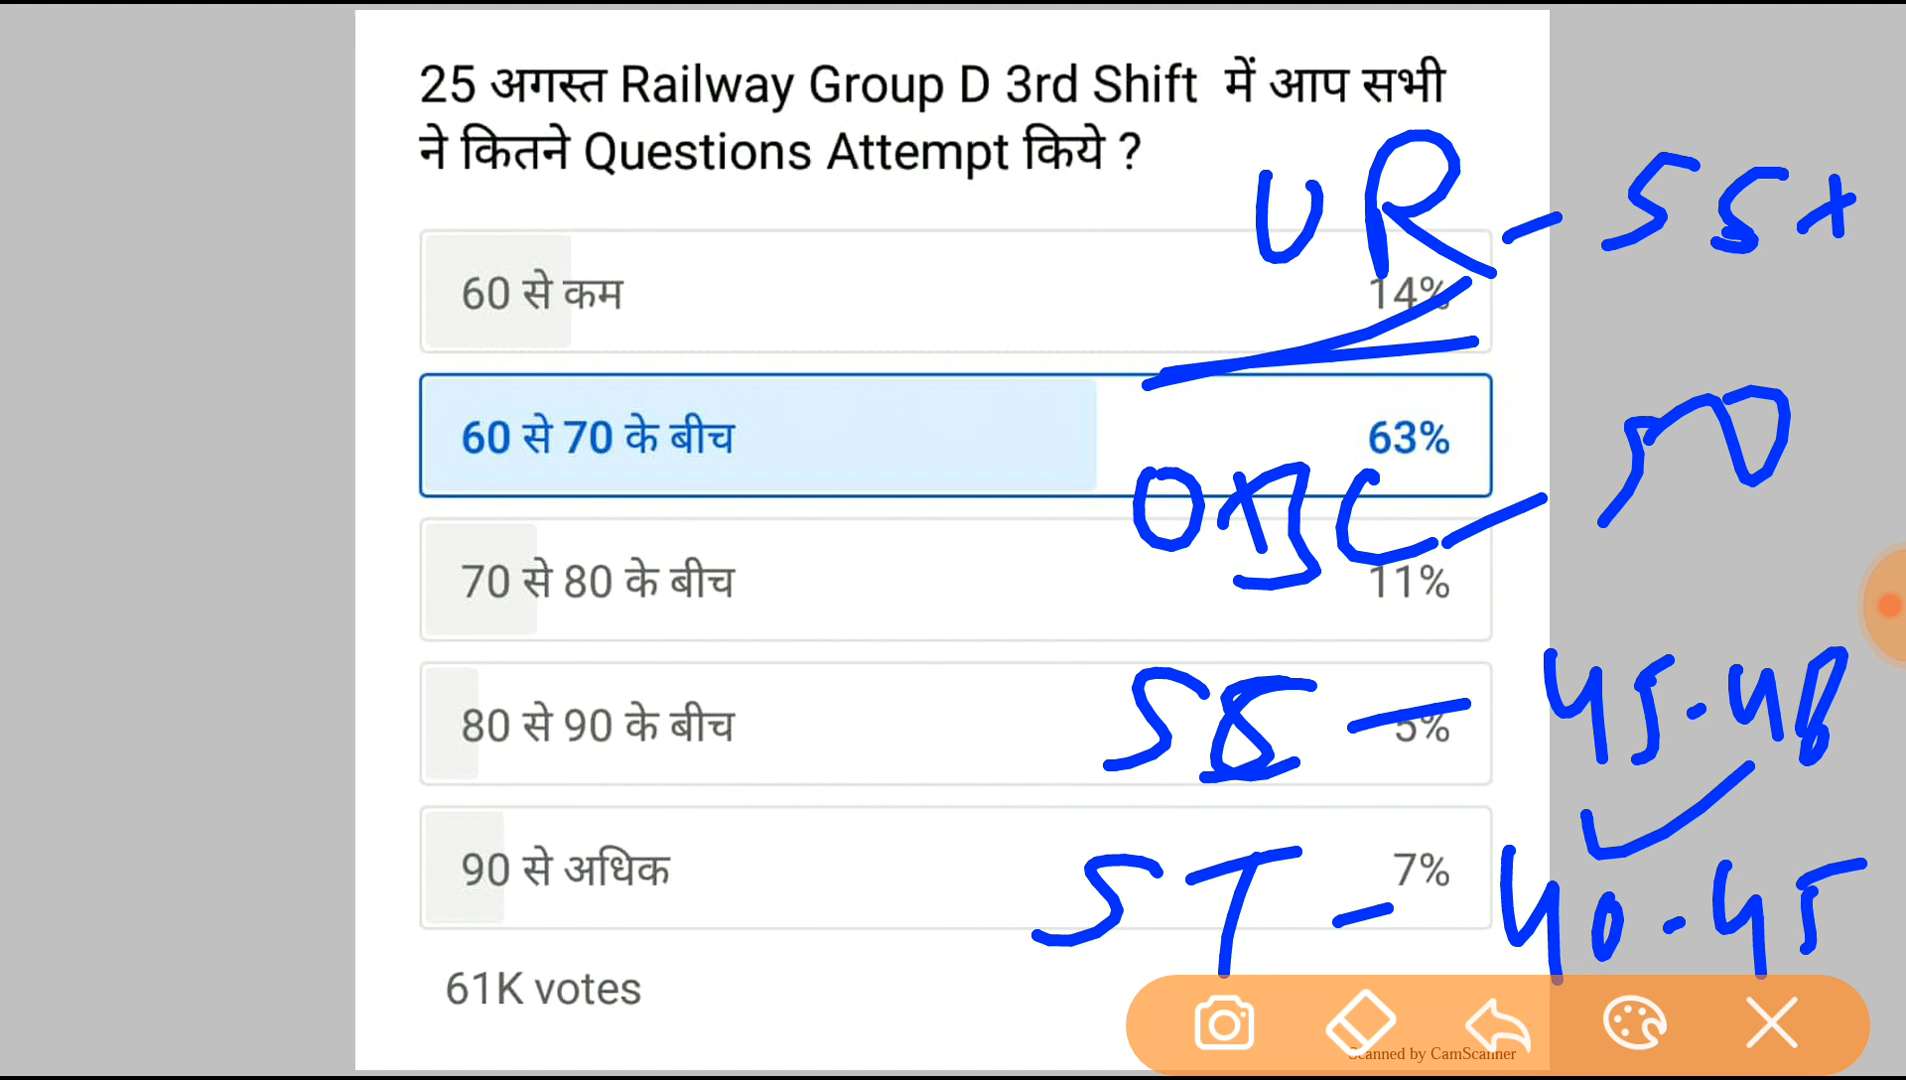 25 अगस्त Railway Group D 3rd Shift में आप सभी
ने कितने Questions Attempt किये ?
UR - 55+
60 से कम 14%
60 से 70 के बीच 63%
OBC - 50
70 से 80 के बीच 11%
80 से 90 के बीच 5%
SC - 45-48
90 से अधिक 7%
ST - 40-45
61K votes
Scanned by CamScanner